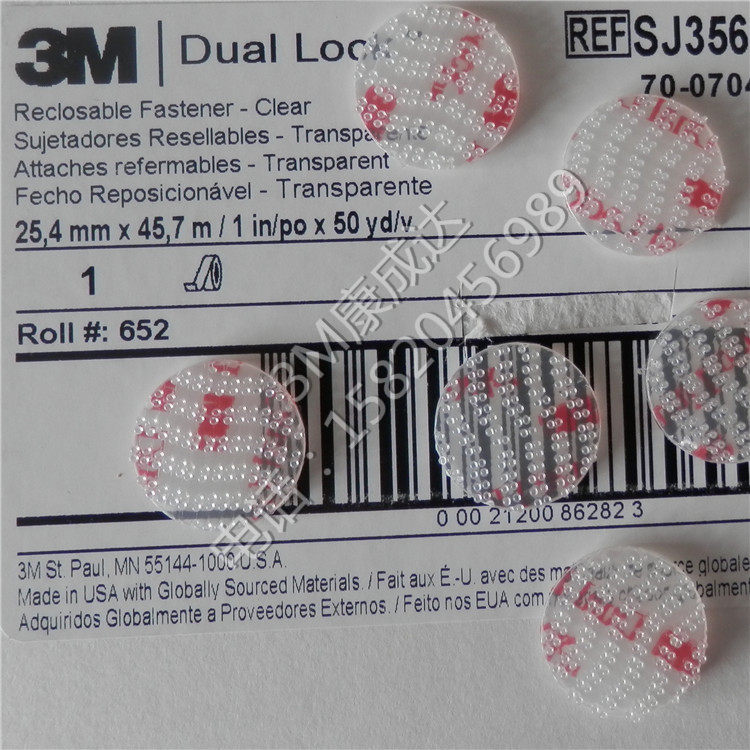 3M Dual Lock REF SJ356
70-0704
Reclosable Fastener - Clear
Sujetadores Resellables - Transparente
Attaches refermables - Transparent
Fecho Reposicionável - Transparente
25,4 mm x 45,7 m / 1 in/po x 50 yd/v.
1
Roll #: 652
3M康成达
电话:15820456989
0 00 21200 86282 3
3M St. Paul, MN 55144-1000 U.S.A.
Made in USA with Globally Sourced Materials. / Fait aux É.-U. avec des source globale
Adquiridos Globalmente a Proveedores Externos. / Feito nos EUA com